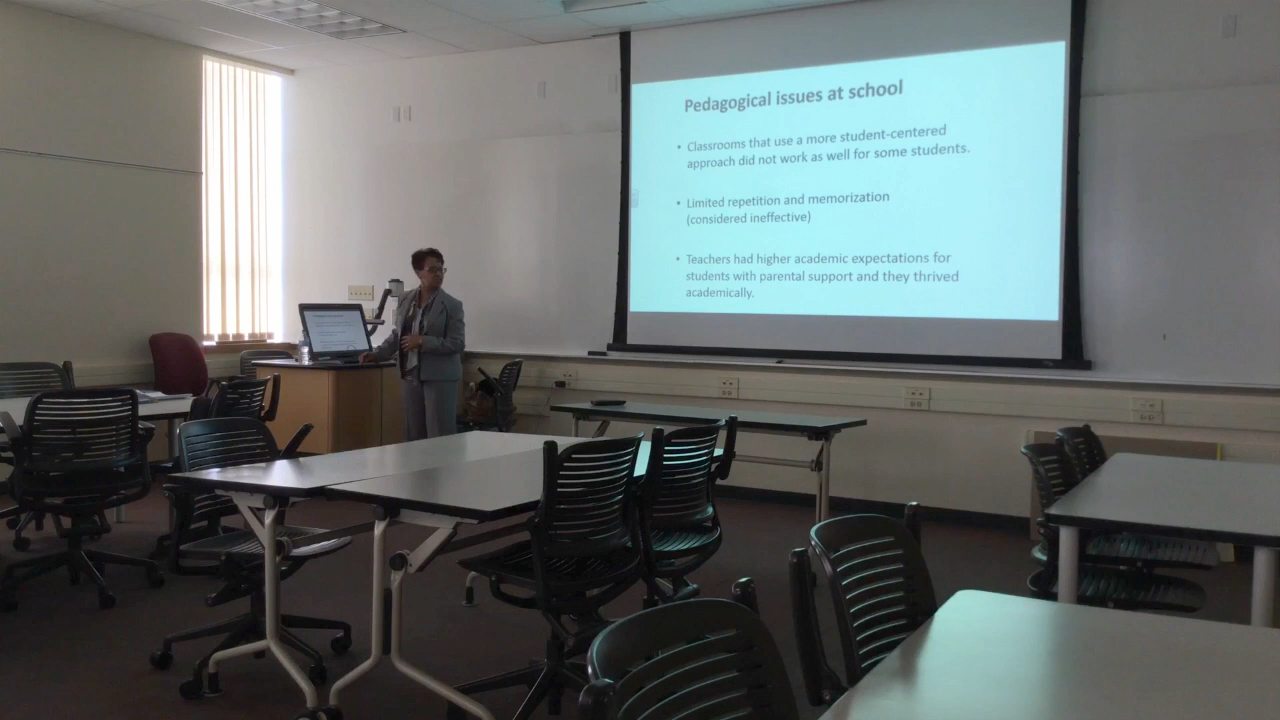 Pedagogical issues at school
• Classrooms that use a more student-centered
approach did not work as well for some students.
• Limited repetition and memorization
(considered ineffective)
• Teachers had higher academic expectations for
students with parental support and they thrived
academically.